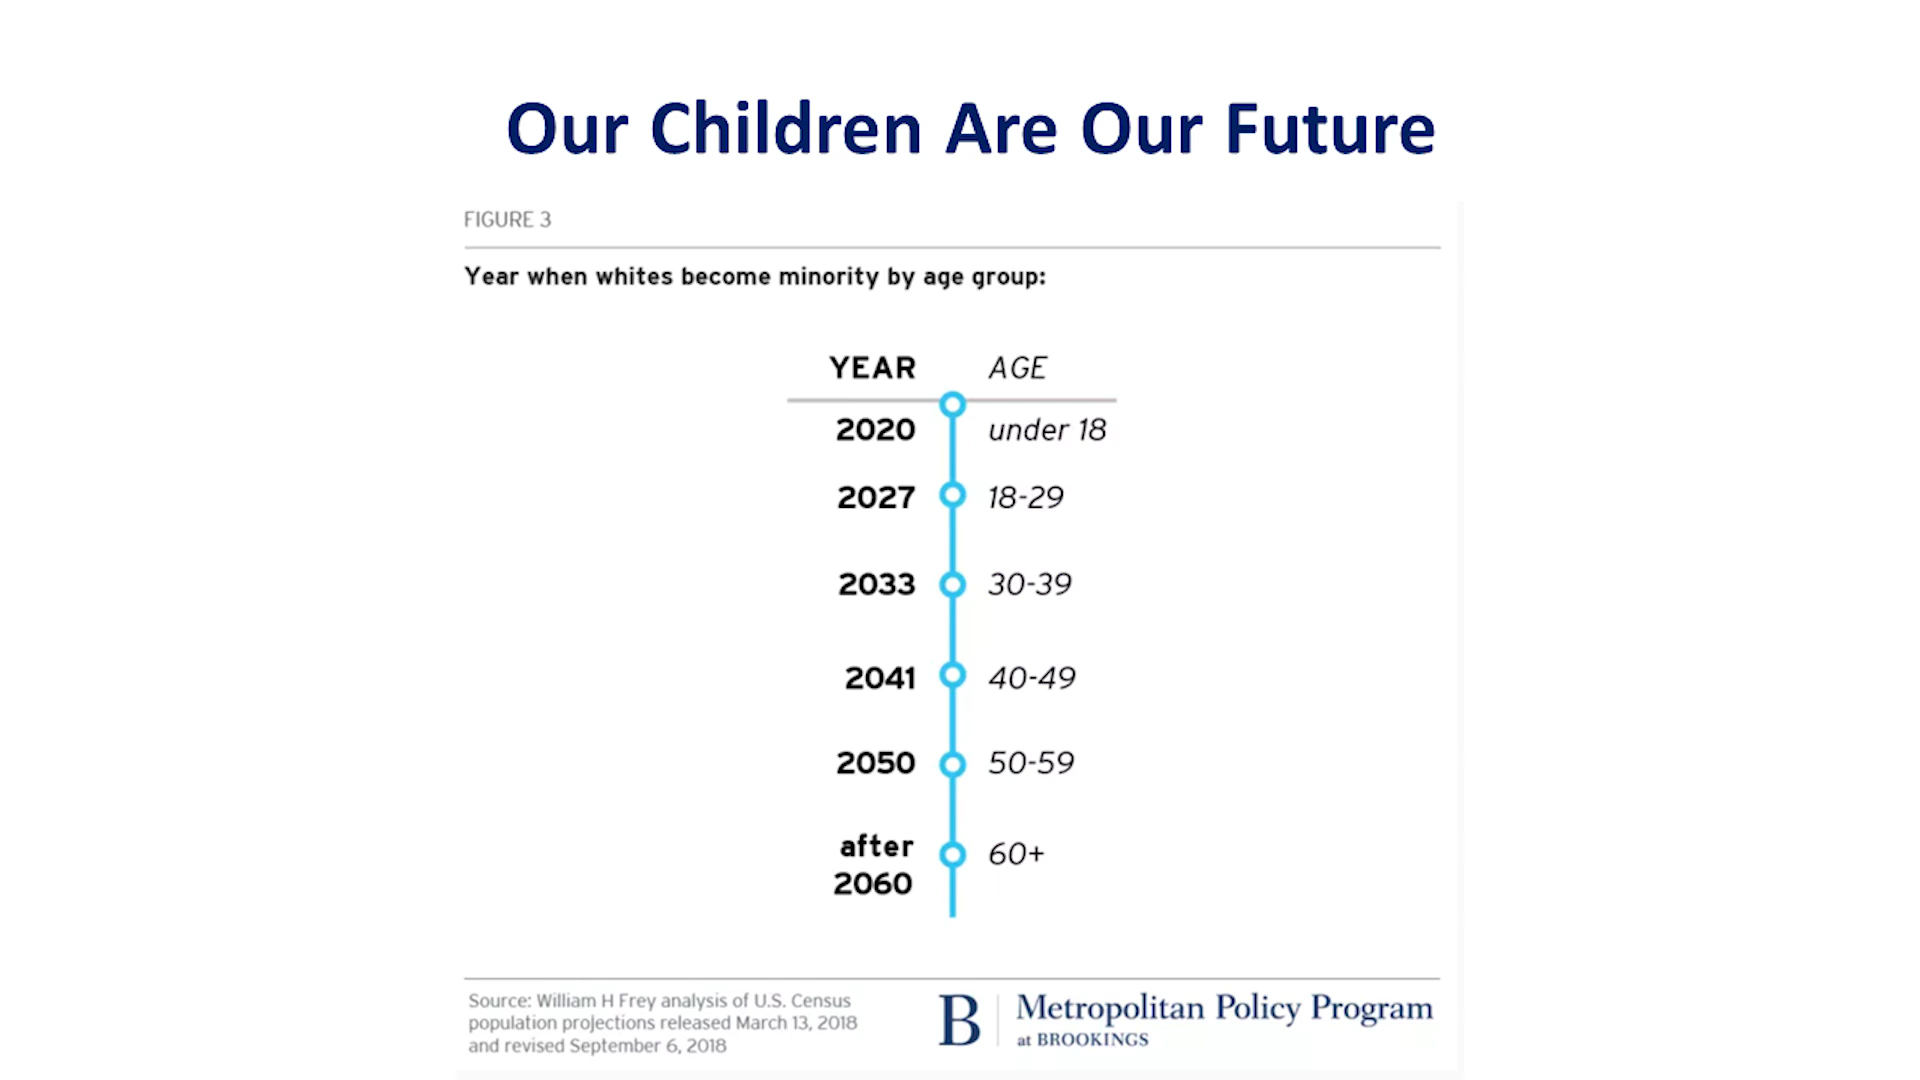 Our Children Are Our Future
FIGURE 3
Year when whites become minority by age group:
YEAR AGE
2020 under 18
2027 18-29
2033 30-39
2041 40-49
2050 50-59
after 2060 60+
Source: William H Frey analysis of U.S. Census
population projections released March 13, 2018
and revised September 6, 2018
B Metropolitan Policy Program
at BROOKINGS